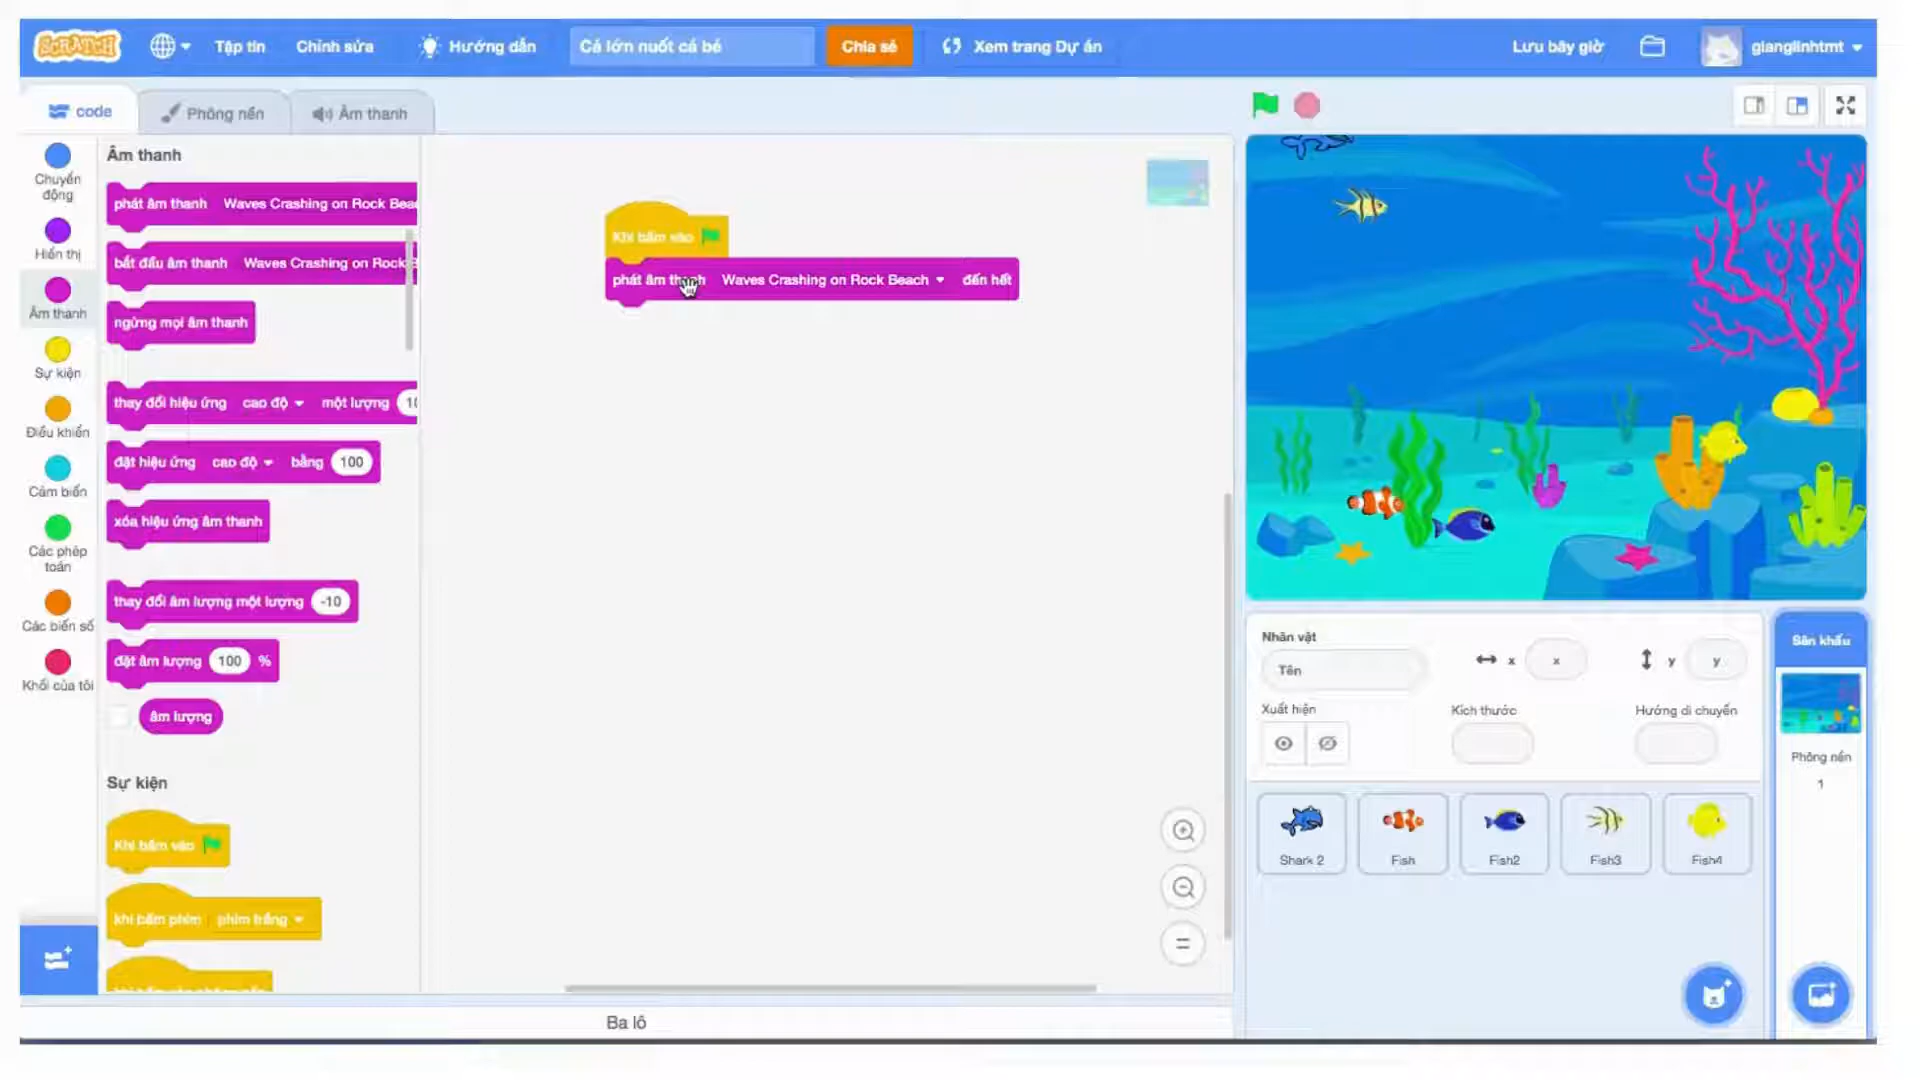 SCRATCH Tập tin Chỉnh sửa Hướng dẫn Cá lớn nuốt cá bé Chia sẻ Xem trang Dự án Lưu bây giờ gianglinhtmt
code Phông nền Âm thanh
Âm thanh
Chuyển động
Hiển thị
Âm thanh
Sự kiện
Điều khiển
Cảm biến
Các phép toán
Các biến số
Khối của tôi
phát âm thanh Waves Crashing on Rock
bắt đầu âm thanh Waves Crashing on Rock
ngừng mọi âm thanh
thay đổi hiệu ứng cao độ một lượng
đặt hiệu ứng cao độ bằng 100
xóa hiệu ứng âm thanh
thay đổi âm lượng một lượng -10
đặt âm lượng 100 %
âm lượng
Sự kiện
Khi bấm vào
khi bấm phím phím trắng
Khi bấm vào
phát âm thanh Waves Crashing on Rock Beach đến hết
Nhân vật
Tên
x x
y y
Xuất hiện
Kích thước
Hướng di chuyển
Shark 2
Fish
Fish2
Fish3
Fish4
Sân khấu
Phông nền
1
Ba lô